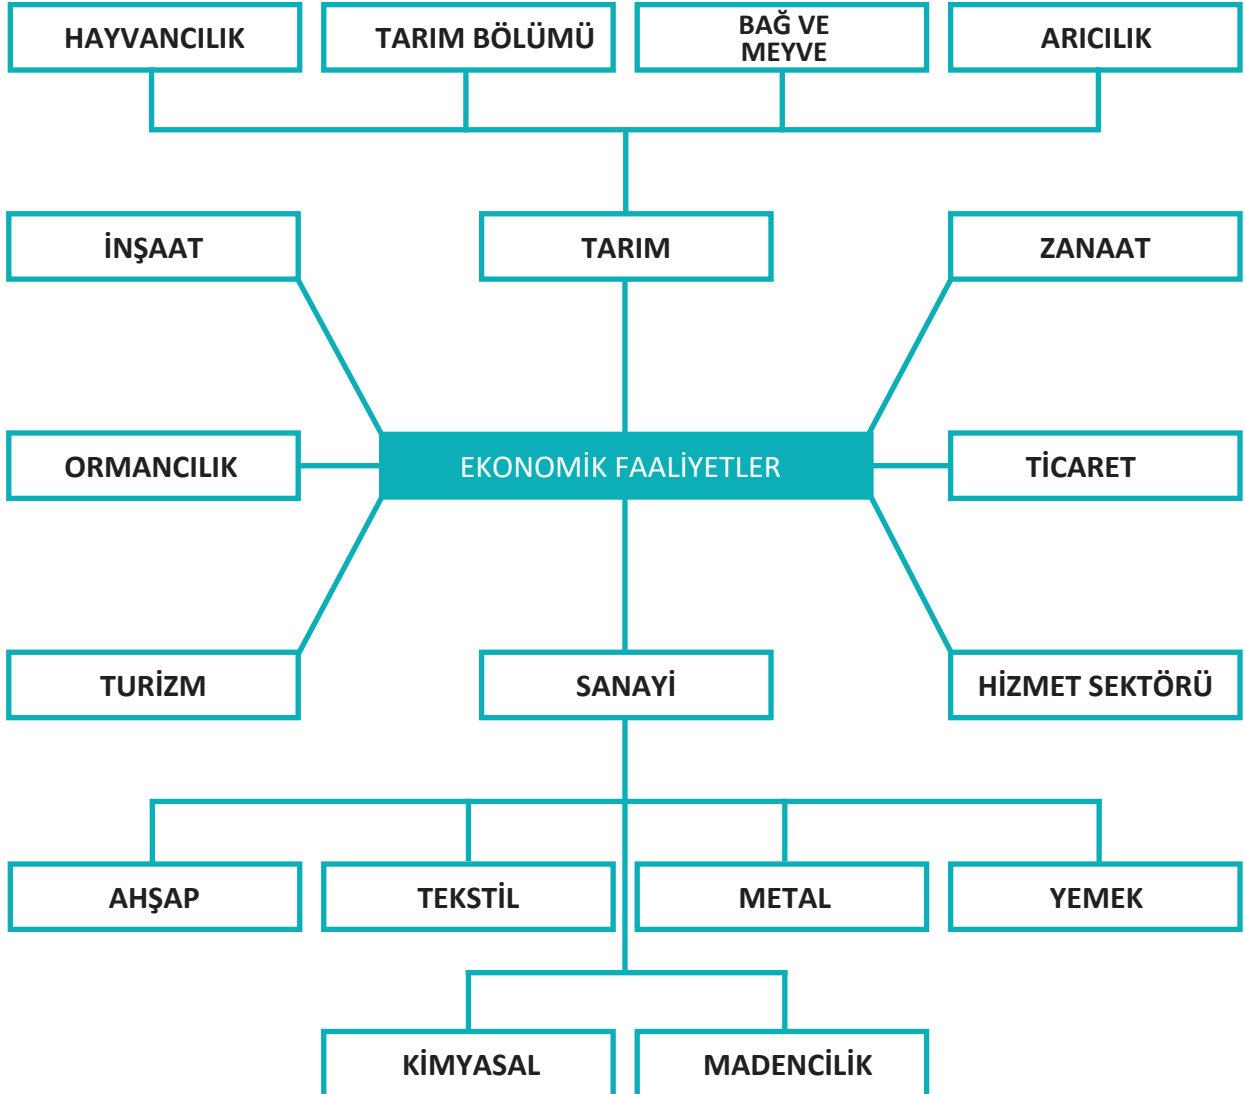 HAYVANCILIK
TARIM BÖLÜMÜ
BAĞ VE
MEYVE
ARICILIK
İNŞAAT
TARIM
ZANAAT
ORMANCILIK
EKONOMİK FAALİYETLER
TİCARET
TURİZM
SANAYİ
HİZMET SEKTÖRÜ
AHŞAP
TEKSTİL
METAL
YEMEK
KİMYASAL
MADENCİLİK